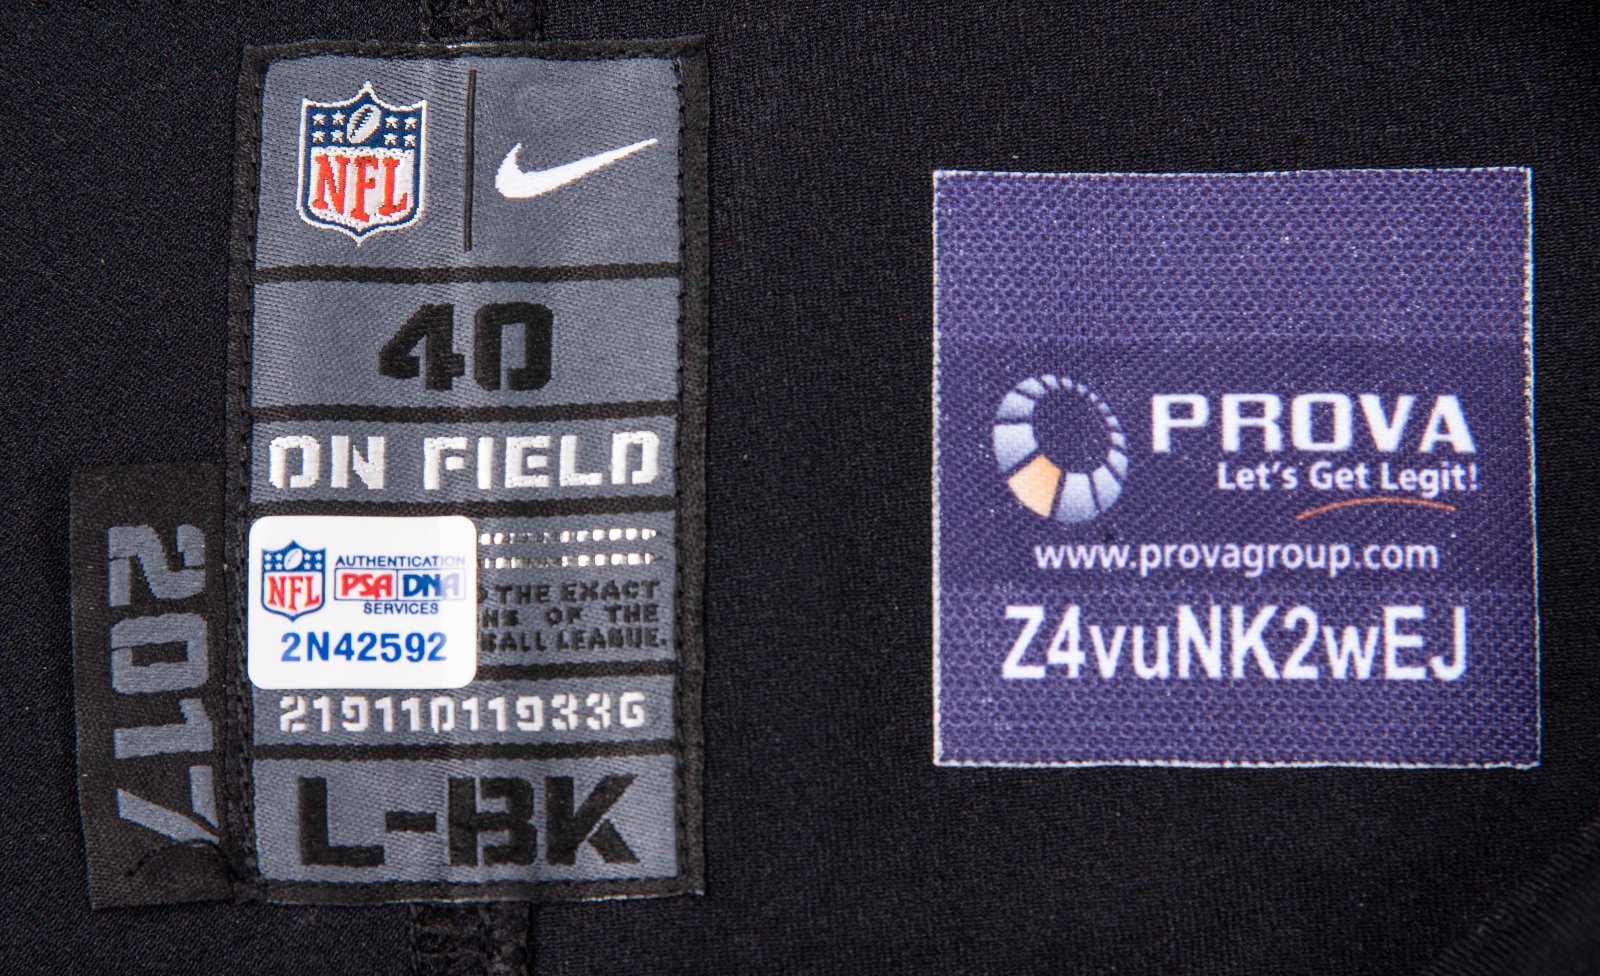 NFL
40
ON FIELD
NFL
AUTHENTICATION
PSA DNA
SERVICES
2N42592
THE EXACT
OF THE
LEAGUE.
21911011933G
L-BK
2017
PROVA
Let's Get Legit!
www.provagroup.com
Z4vuNK2wEJ